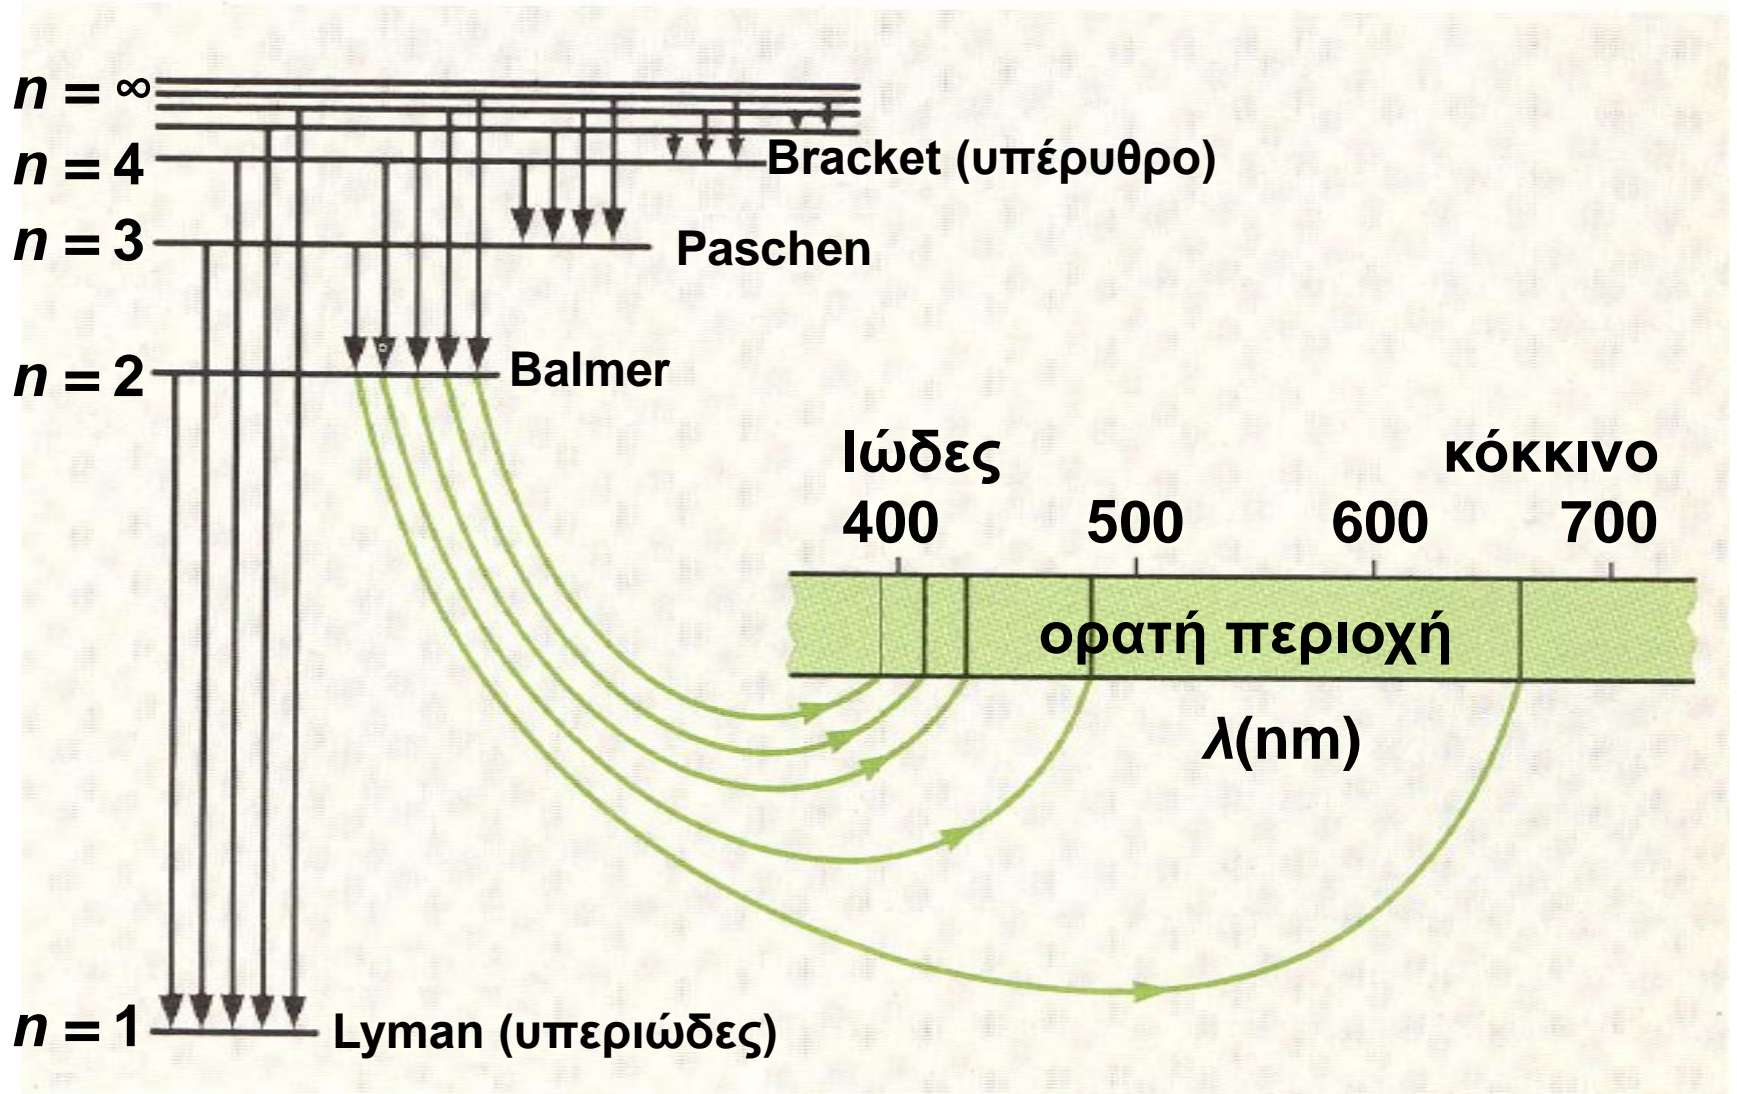 n = ∞
n = 4
Bracket (υπέρυθρο)
n = 3
Paschen
n = 2
Balmer
Ιώδες κόκκινο
400 500 600 700
ορατή περιοχή
λ(nm)
n = 1
Lyman (υπεριώδες)